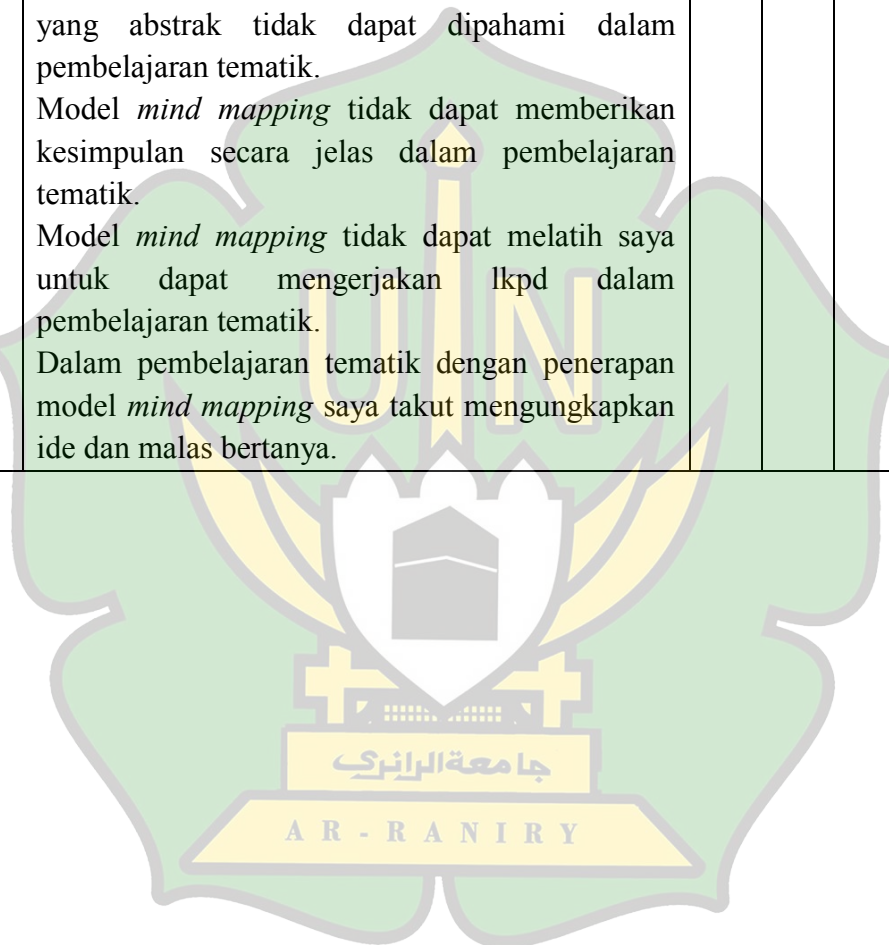 yang abstrak tidak dapat dipahami dalam
pembelajaran tematik.
Model mind mapping tidak dapat memberikan
kesimpulan secara jelas dalam pembelajaran
tematik.
Model mind mapping tidak dapat melatih saya
untuk dapat mengerjakan lkpd dalam
pembelajaran tematik.
Dalam pembelajaran tematik dengan penerapan
model mind mapping saya takut mengungkapkan
ide dan malas bertanya.
UIN
جامعةالرانري
AR-RANIRY